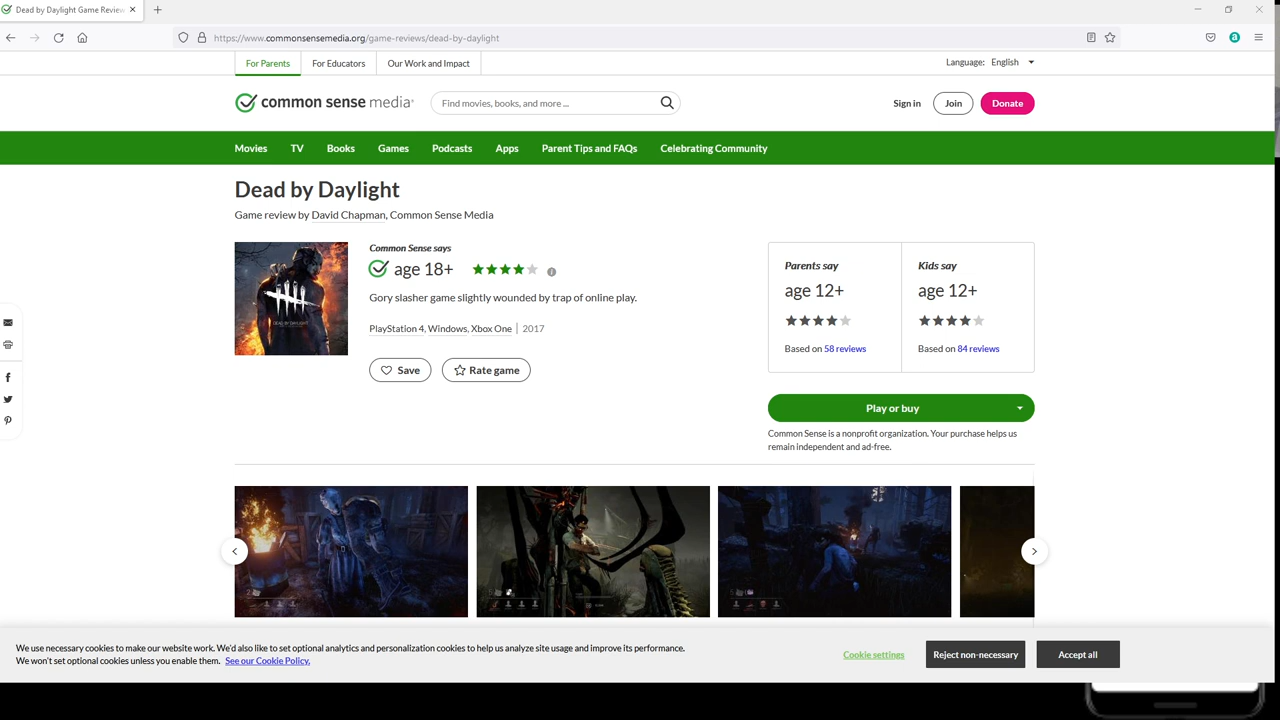 Dead by Daylight Game Review
https://www.commonsensemedia.org/game-reviews/dead-by-daylight
For Parents
For Educators
Our Work and Impact
Language: English
common sense media
Find movies, books, and more ...
Sign in
Join
Donate
Movies
TV
Books
Games
Podcasts
Apps
Parent Tips and FAQs
Celebrating Community
Dead by Daylight
Game review by David Chapman, Common Sense Media
DEAD BY DAYLIGHT
Common Sense says
age 18+
Gory slasher game slightly wounded by trap of online play.
PlayStation 4, Windows, Xbox One | 2017
Save
Rate game
Parents say
age 12+
Based on 58 reviews
Kids say
age 12+
Based on 84 reviews
Play or buy
Common Sense is a nonprofit organization. Your purchase helps us
remain independent and ad-free.
We use necessary cookies to make our website work. We'd also like to set optional analytics and personalization cookies to help us analyze site usage and improve its performance.
We won't set optional cookies unless you enable them. See our Cookie Policy.
Cookie settings
Reject non-necessary
Accept all